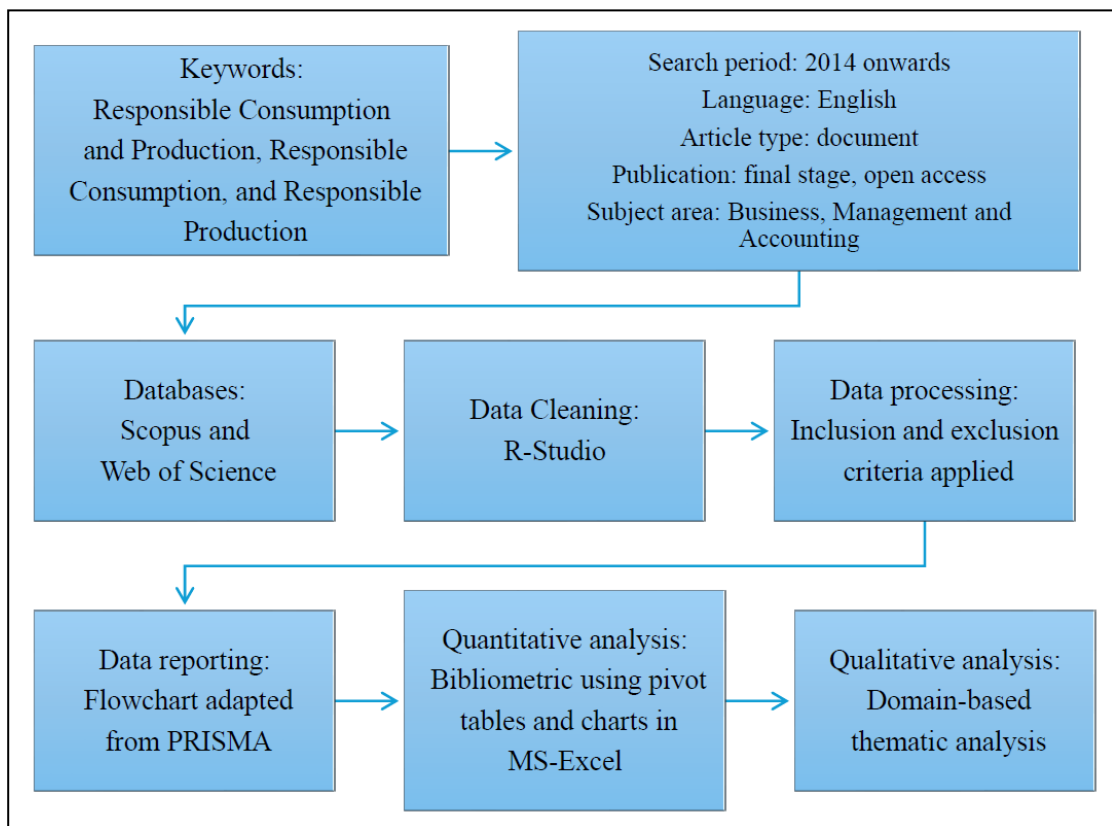 Keywords:
Responsible Consumption
and Production, Responsible
Consumption, and Responsible
Production
Search period: 2014 onwards
Language: English
Article type: document
Publication: final stage, open access
Subject area: Business, Management and
Accounting
Databases:
Scopus and
Web of Science
Data Cleaning:
R-Studio
Data processing:
Inclusion and exclusion
criteria applied
Data reporting:
Flowchart adapted
from PRISMA
Quantitative analysis:
Bibliometric using pivot
tables and charts in
MS-Excel
Qualitative analysis:
Domain-based
thematic analysis